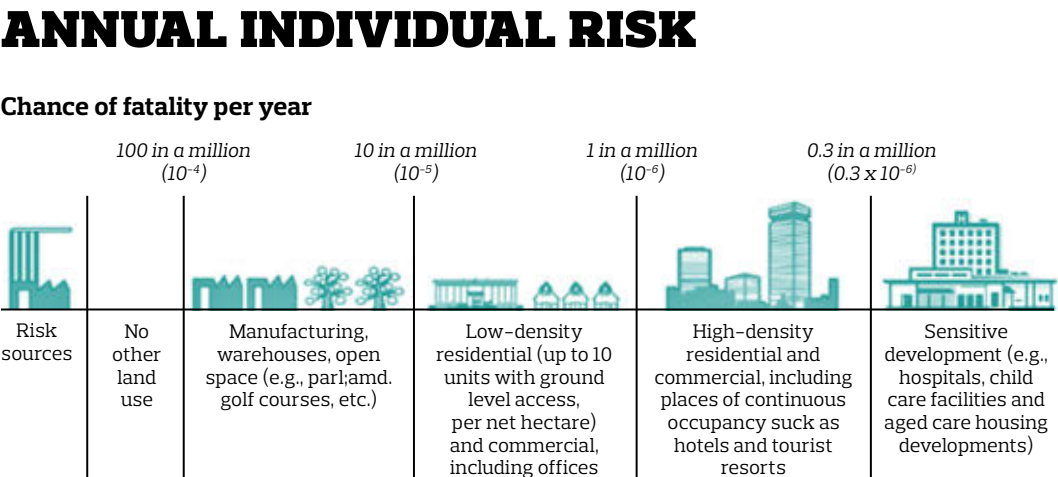 ANNUAL INDIVIDUAL RISK
Chance of fatality per year
100 in a million
(10⁻⁴)
10 in a million
(10⁻⁵)
1 in a million
(10⁻⁶)
0.3 in a million
(0.3 x 10⁻⁶⁾
Risk
sources
No
other
land
use
Manufacturing,
warehouses, open
space (e.g., parl;amd.
golf courses, etc.)
Low-density
residential (up to 10
units with ground
level access,
per net hectare)
and commercial,
including offices
High-density
residential and
commercial, including
places of continuous
occupancy suck as
hotels and tourist
resorts
Sensitive
development (e.g.,
hospitals, child
care facilities and
aged care housing
developments)